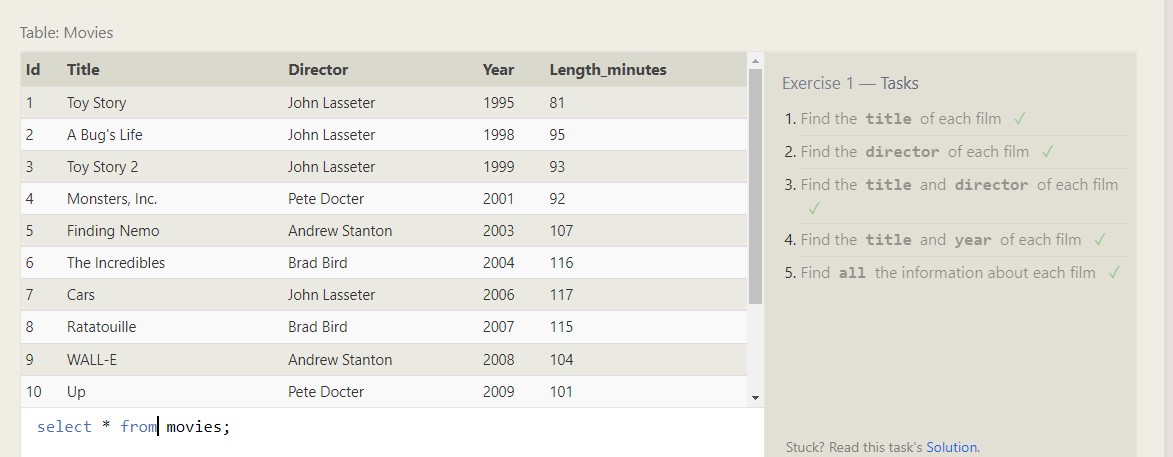 Table: Movies
Id Title Director Year Length_minutes
1 Toy Story John Lasseter 1995 81
2 A Bug's Life John Lasseter 1998 95
3 Toy Story 2 John Lasseter 1999 93
4 Monsters, Inc. Pete Docter 2001 92
5 Finding Nemo Andrew Stanton 2003 107
6 The Incredibles Brad Bird 2004 116
7 Cars John Lasseter 2006 117
8 Ratatouille Brad Bird 2007 115
9 WALL-E Andrew Stanton 2008 104
10 Up Pete Docter 2009 101
select * from movies;
Exercise 1 — Tasks
1. Find the title of each film ✓
2. Find the director of each film ✓
3. Find the title and director of each film
✓
4. Find the title and year of each film ✓
5. Find all the information about each film ✓
Stuck? Read this task's Solution.